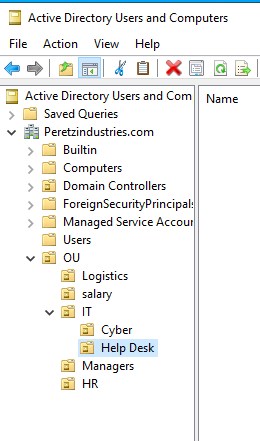 Active Directory Users and Computers
File Action View Help
Active Directory Users and Com
Name
Saved Queries
Peretzindustries.com
Builtin
Computers
Domain Controllers
ForeignSecurityPrincipals
Managed Service Accour
Users
OU
Logistics
salary
IT
Cyber
Help Desk
Managers
HR